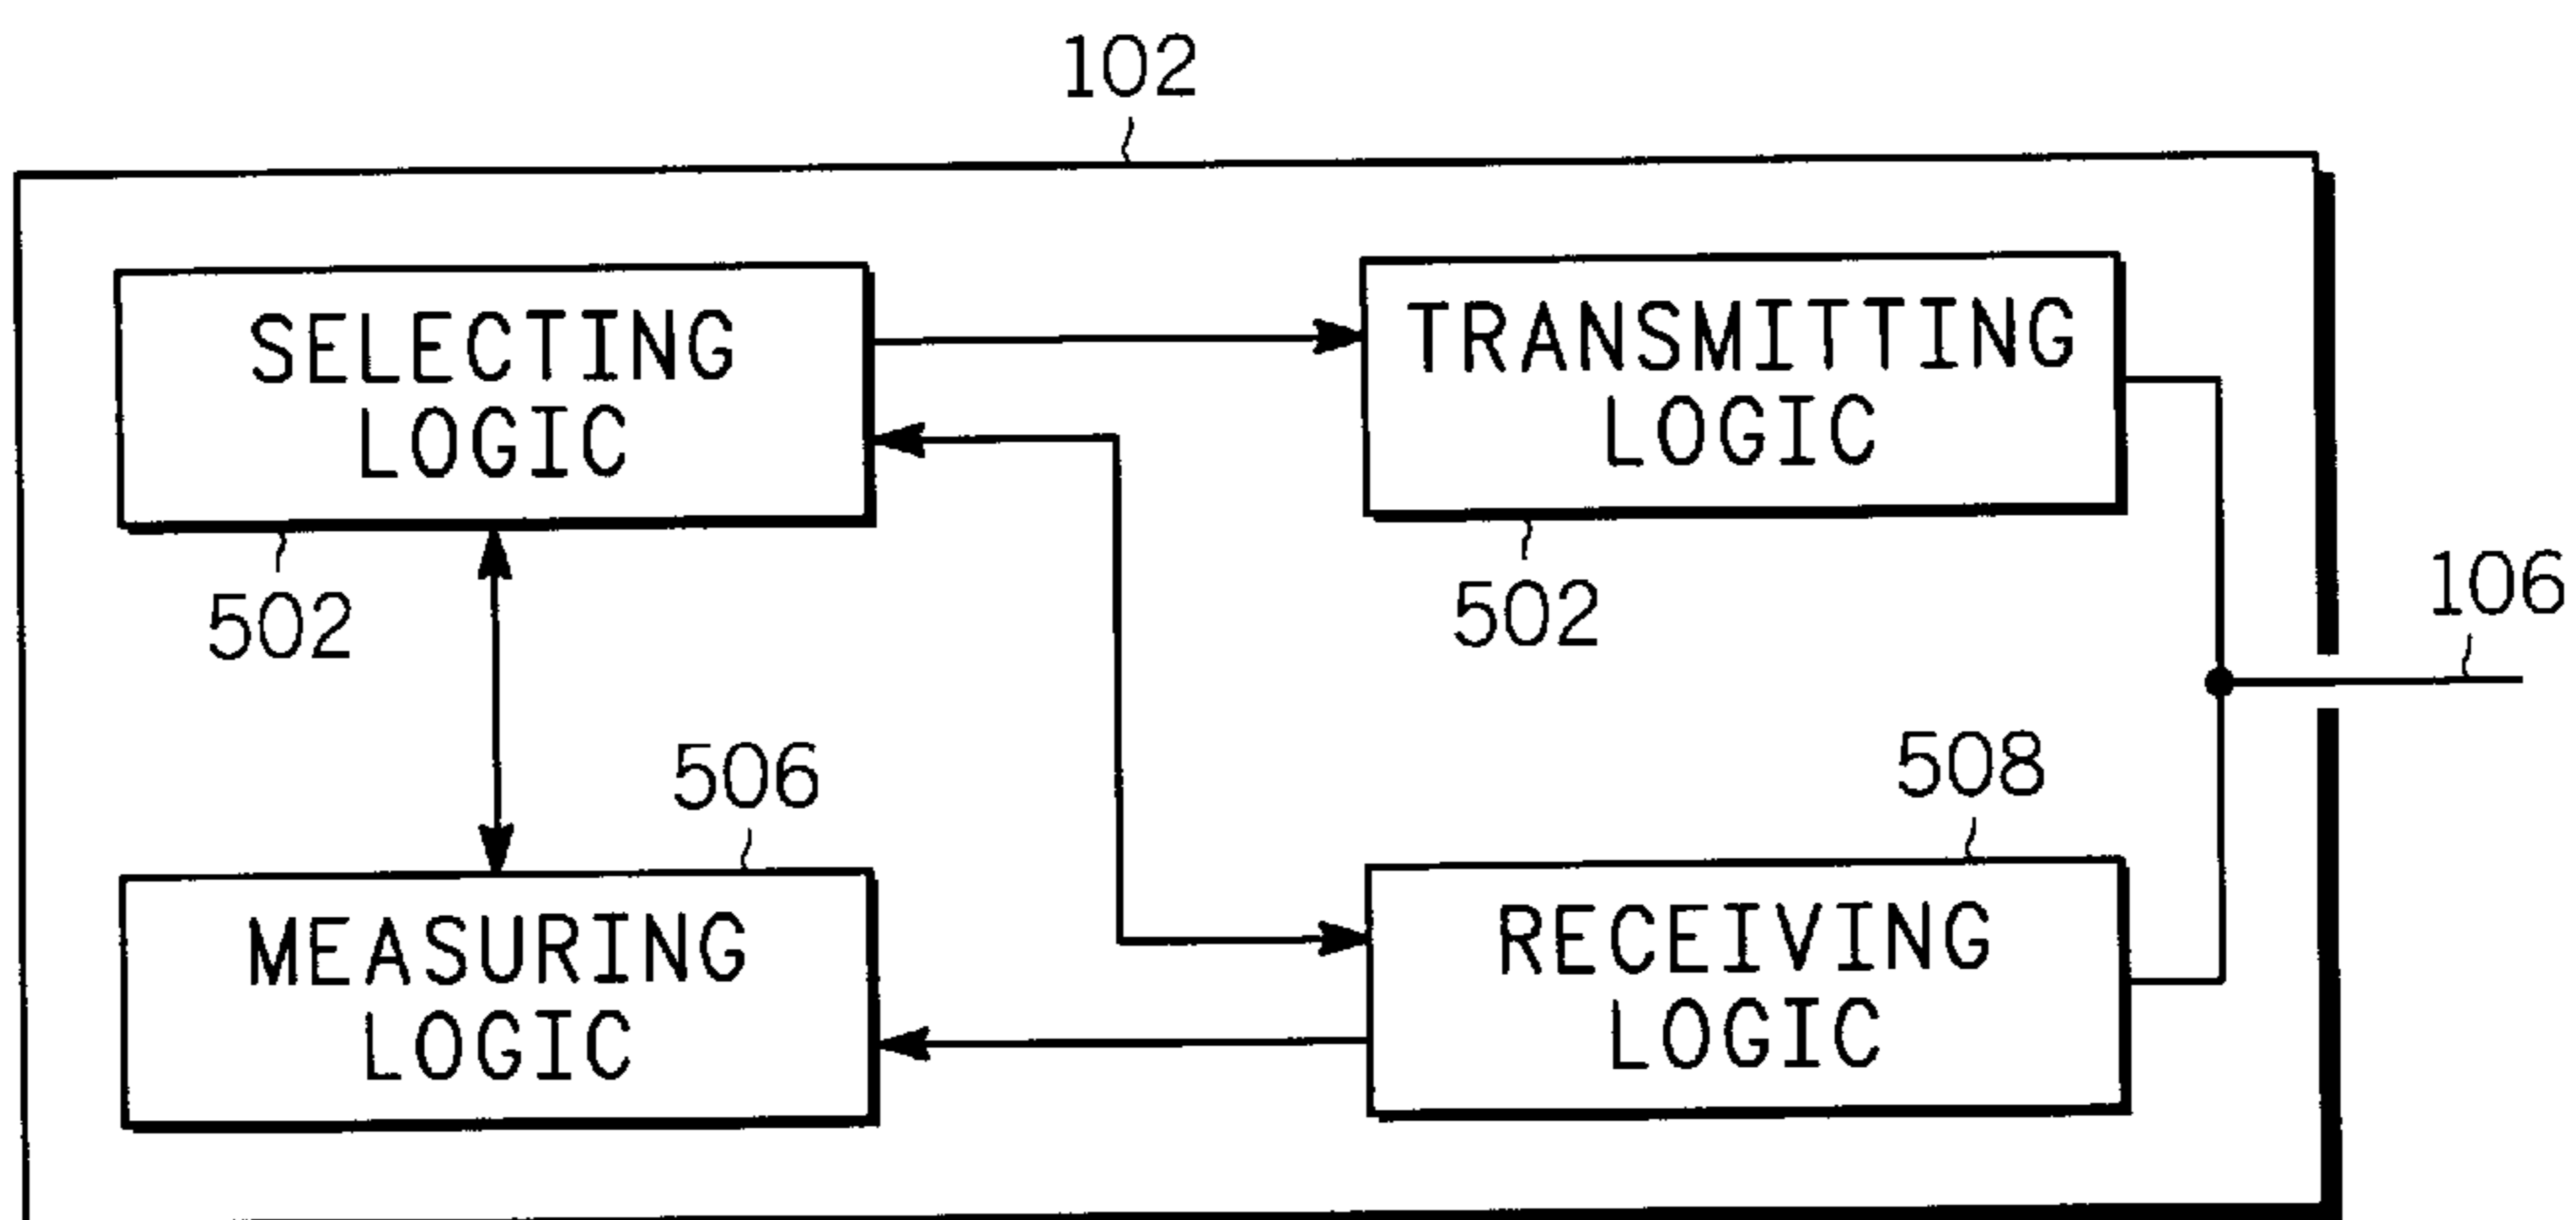 102
SELECTING
LOGIC
502
TRANSMITTING
LOGIC
502
106
506
MEASURING
LOGIC
508
RECEIVING
LOGIC